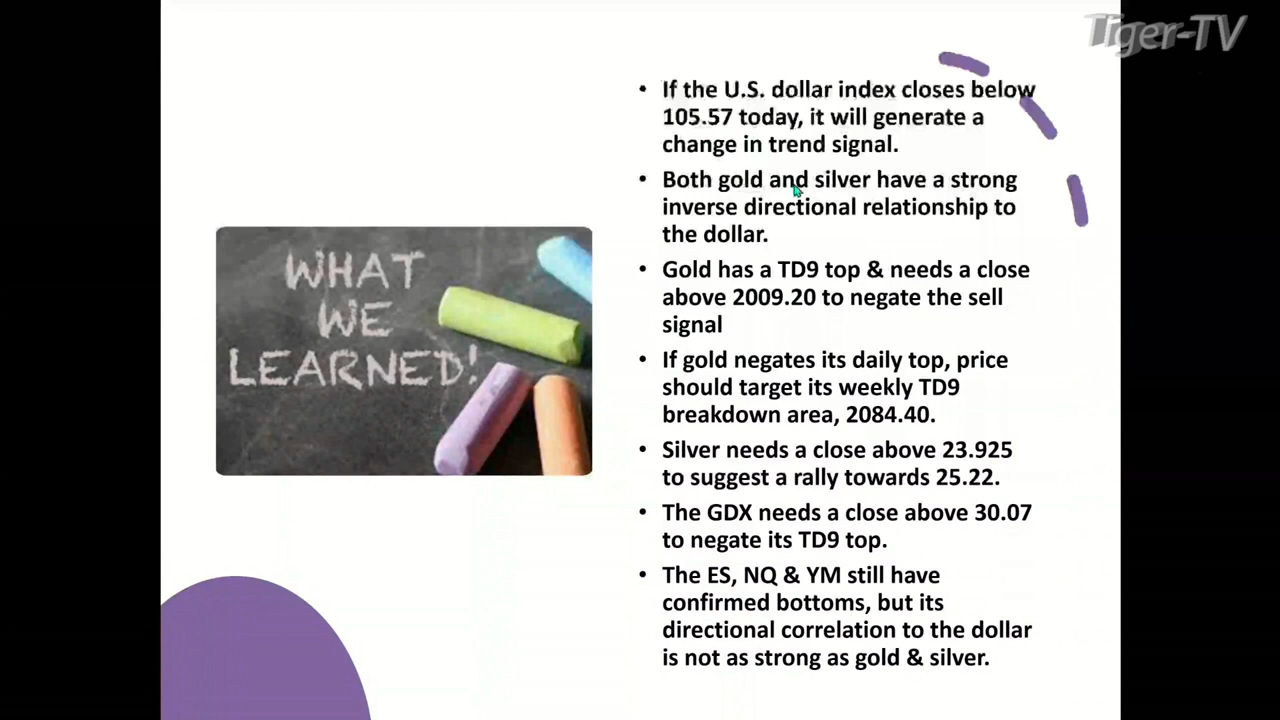 Tiger-TV
• If the U.S. dollar index closes below
105.57 today, it will generate a
change in trend signal.
• Both gold and silver have a strong
inverse directional relationship to
the dollar.
• Gold has a TD9 top & needs a close
above 2009.20 to negate the sell
signal
• If gold negates its daily top, price
should target its weekly TD9
breakdown area, 2084.40.
• Silver needs a close above 23.925
to suggest a rally towards 25.22.
• The GDX needs a close above 30.07
to negate its TD9 top.
• The ES, NQ & YM still have
confirmed bottoms, but its
directional correlation to the dollar
is not as strong as gold & silver.
WHAT
WE
LEARNED!